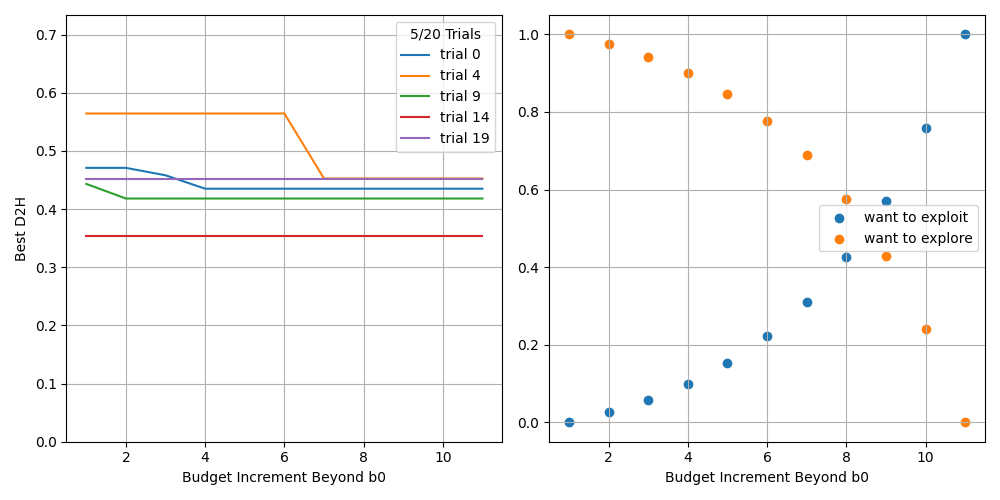 0.7
0.6
0.5
0.4
0.3
0.2
0.1
0.0
Best D2H
2 4 6 8 10
Budget Increment Beyond b0
5/20 Trials
trial 0
trial 4
trial 9
trial 14
trial 19
1.0
0.8
0.6
0.4
0.2
0.0
2 4 6 8 10
Budget Increment Beyond b0
want to exploit
want to explore